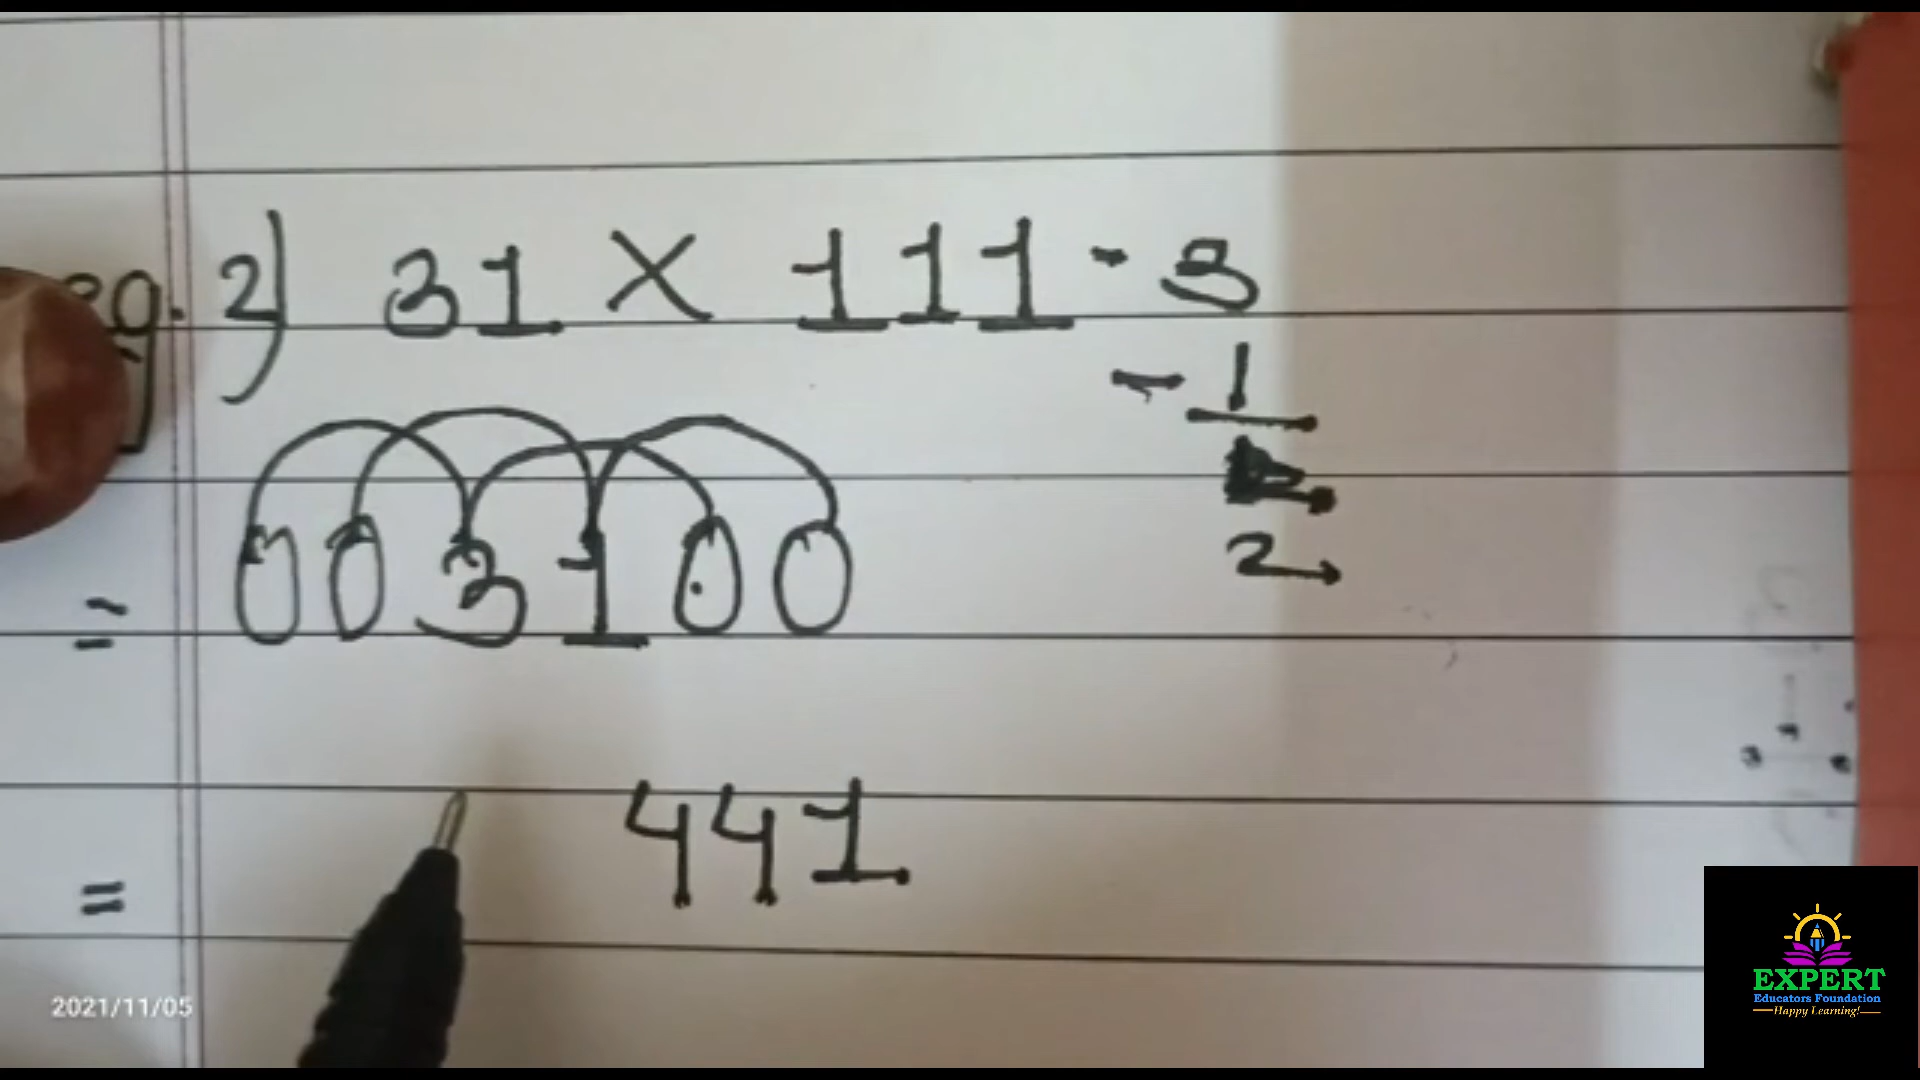 eg. 2) 31 X 111 - 3
- 1
2
= 003100
= 441
2021/11/05
EXPERT
Educators Foundation
Happy Learning!